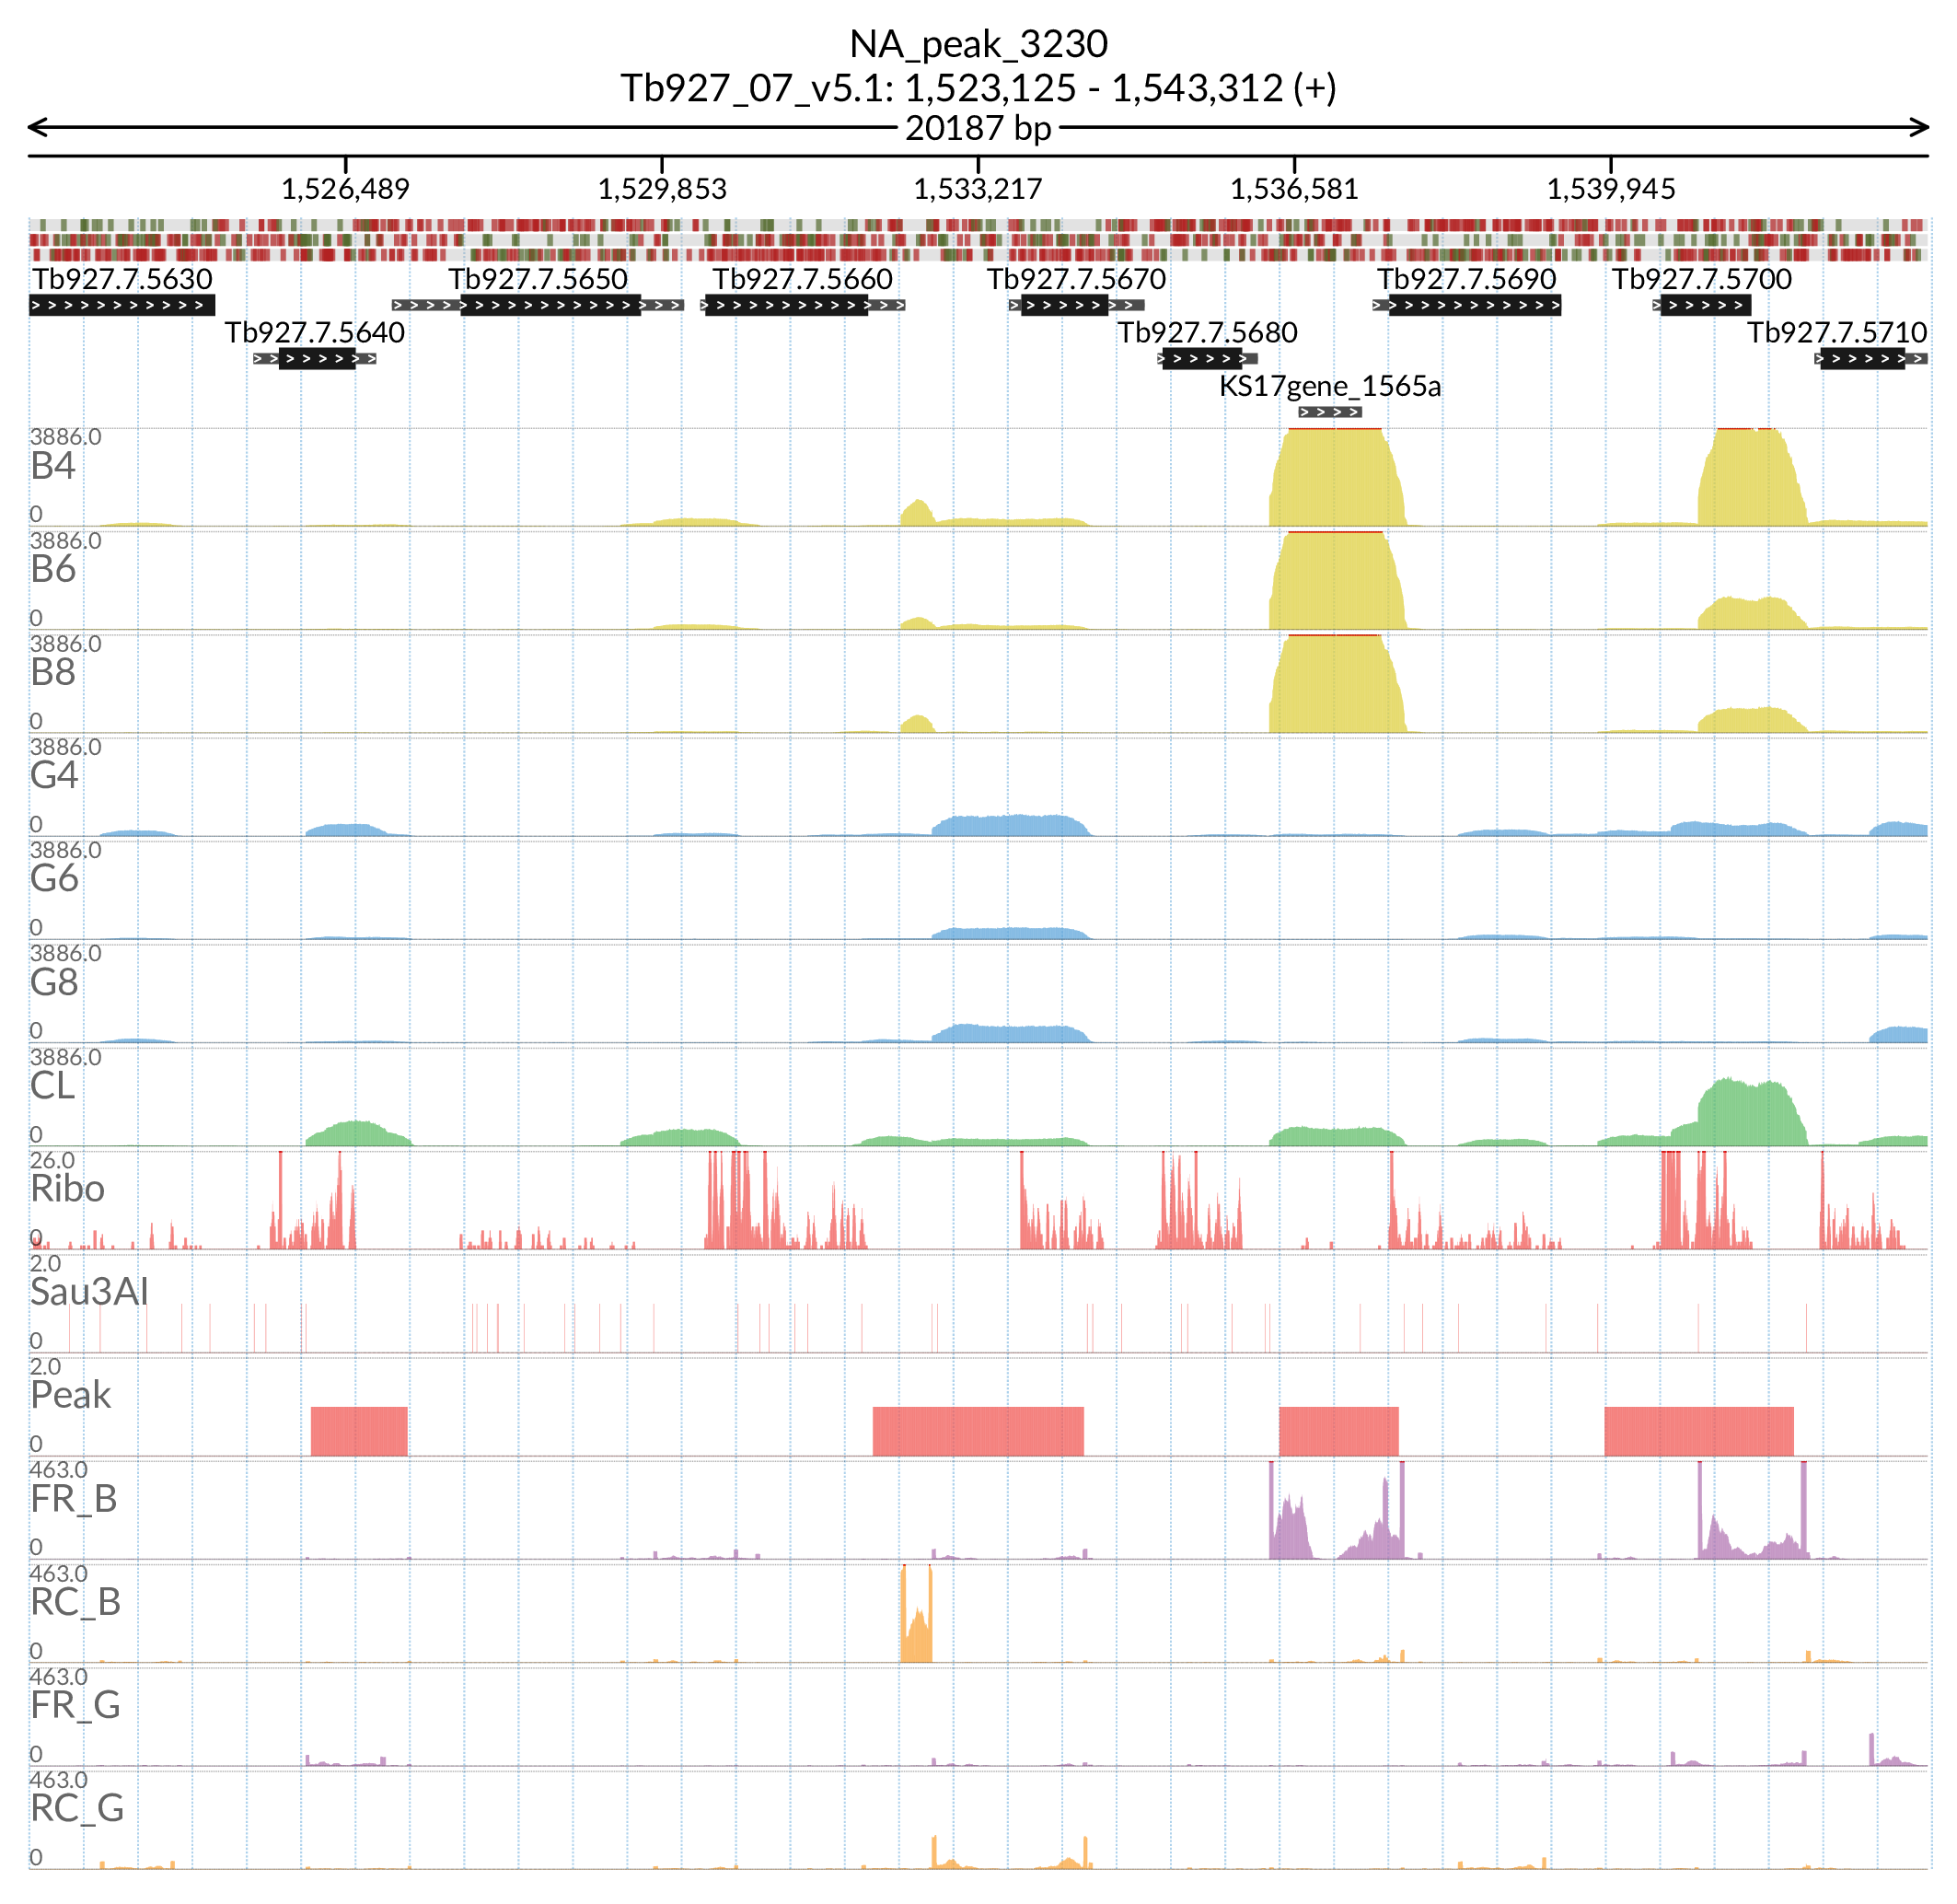 NA_peak_3230
Tb927_07_v5.1: 1,523,125 - 1,543,312 (+)
20187 bp
1,526,489 1,529,853 1,533,217 1,536,581 1,539,945
Tb927.7.5630 Tb927.7.5650 Tb927.7.5660 Tb927.7.5670 Tb927.7.5690 Tb927.7.5700
Tb927.7.5640 Tb927.7.5680 Tb927.7.5710
KS17gene_1565a
3886.0
B4
0
3886.0
B6
0
3886.0
B8
0
3886.0
G4
0
3886.0
G6
0
3886.0
G8
0
3886.0
CL
0
26.0
Ribo
0
2.0
Sau3AI
0
2.0
Peak
0
463.0
FR_B
0
463.0
RC_B
0
463.0
FR_G
0
463.0
RC_G
0